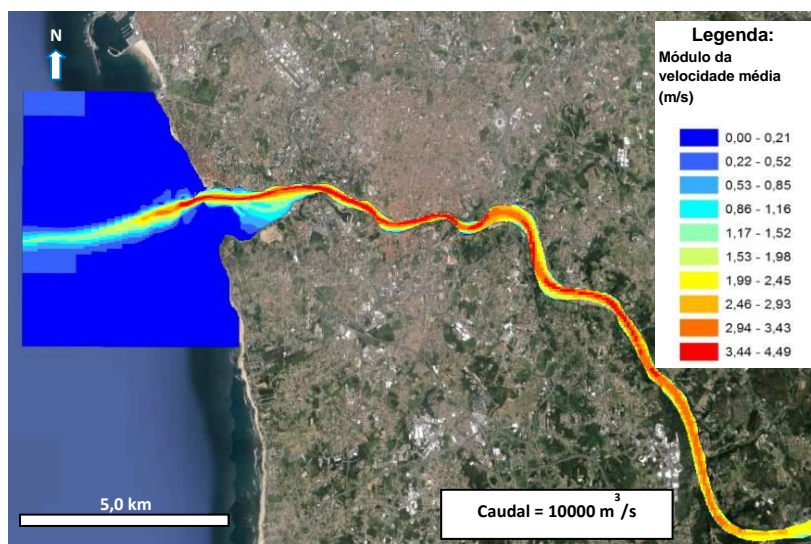 N
Legenda:
Módulo da
velocidade média
(m/s)
0,00 - 0,21
0,22 - 0,52
0,53 - 0,85
0,86 - 1,16
1,17 - 1,52
1,53 - 1,98
1,99 - 2,45
2,46 - 2,93
2,94 - 3,43
3,44 - 4,49
5,0 km
Caudal = 10000 m³/s